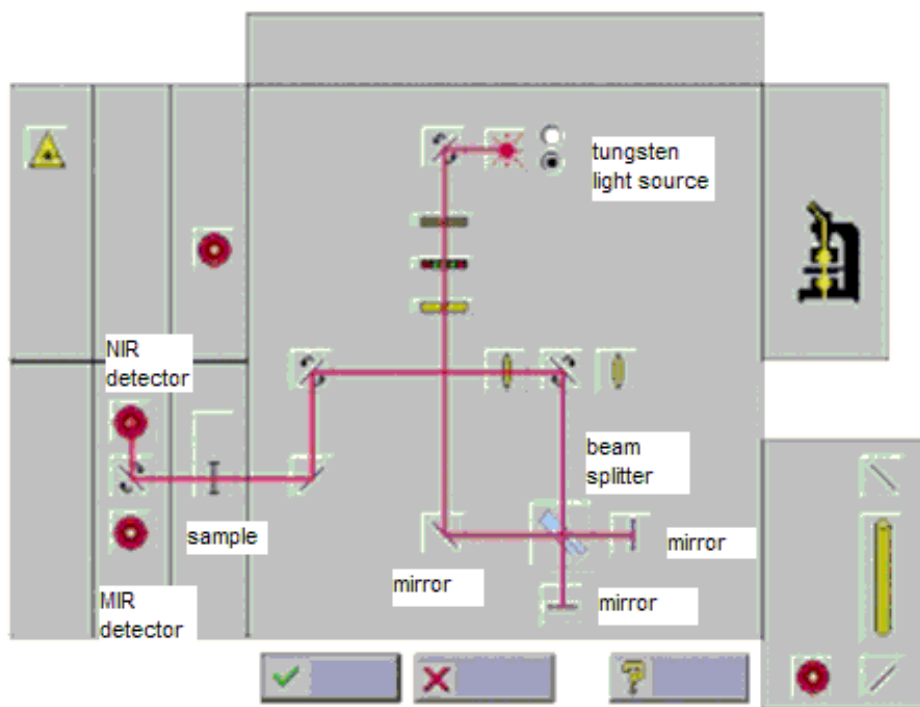 tungsten
light source
NIR
detector
beam
splitter
sample
mirror
mirror
mirror
MIR
detector